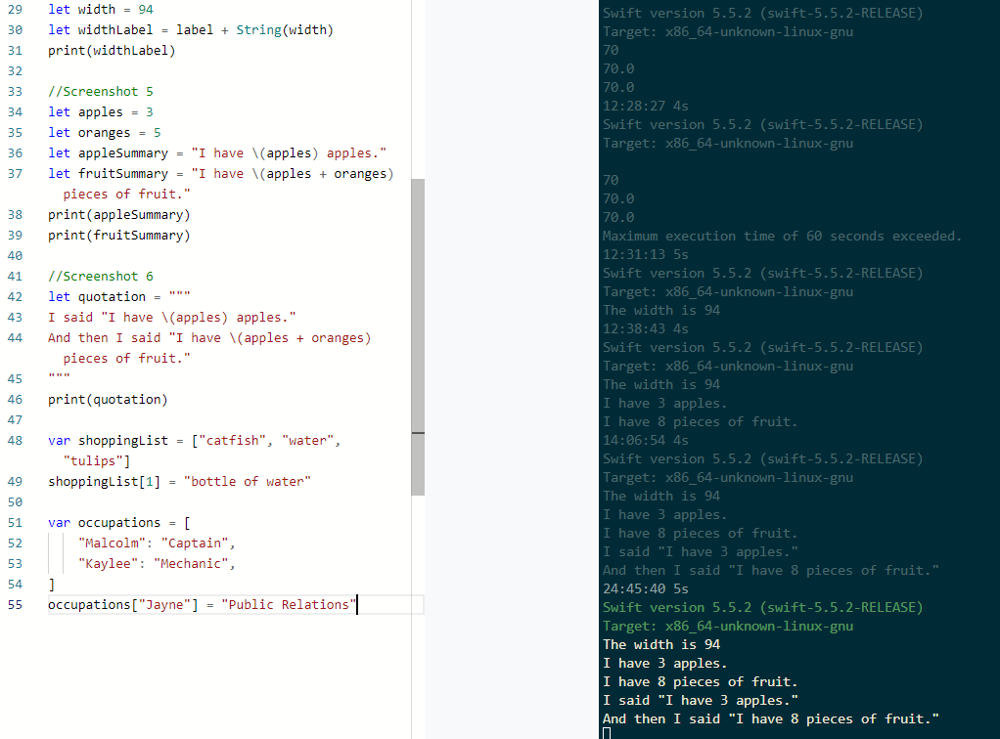 29 let width = 94
30 let widthLabel = label + String(width)
31 print(widthLabel)
32
33 //Screenshot 5
34 let apples = 3
35 let oranges = 5
36 let appleSummary = "I have \(apples) apples."
37 let fruitSummary = "I have \(apples + oranges)
pieces of fruit."
38 print(appleSummary)
39 print(fruitSummary)
40
41 //Screenshot 6
42 let quotation = """
43 I said "I have \(apples) apples."
44 And then I said "I have \(apples + oranges)
pieces of fruit."
45 """
46 print(quotation)
47
48 var shoppingList = ["catfish", "water",
"tulips"]
49 shoppingList[1] = "bottle of water"
50
51 var occupations = [
52 "Malcolm": "Captain",
53 "Kaylee": "Mechanic",
54 ]
55 occupations["Jayne"] = "Public Relations"
Swift version 5.5.2 (swift-5.5.2-RELEASE)
Target: x86_64-unknown-linux-gnu
70
70.0
70.0
12:28:27 4s
Swift version 5.5.2 (swift-5.5.2-RELEASE)
Target: x86_64-unknown-linux-gnu
70
70.0
70.0
Maximum execution time of 60 seconds exceeded.
12:31:13 5s
Swift version 5.5.2 (swift-5.5.2-RELEASE)
Target: x86_64-unknown-linux-gnu
The width is 94
12:38:43 4s
Swift version 5.5.2 (swift-5.5.2-RELEASE)
Target: x86_64-unknown-linux-gnu
The width is 94
I have 3 apples.
I have 8 pieces of fruit.
14:06:54 4s
Swift version 5.5.2 (swift-5.5.2-RELEASE)
Target: x86_64-unknown-linux-gnu
The width is 94
I have 3 apples.
I have 8 pieces of fruit.
I said "I have 3 apples."
And then I said "I have 8 pieces of fruit."
24:45:40 5s
Swift version 5.5.2 (swift-5.5.2-RELEASE)
Target: x86_64-unknown-linux-gnu
The width is 94
I have 3 apples.
I have 8 pieces of fruit.
I said "I have 3 apples."
And then I said "I have 8 pieces of fruit."